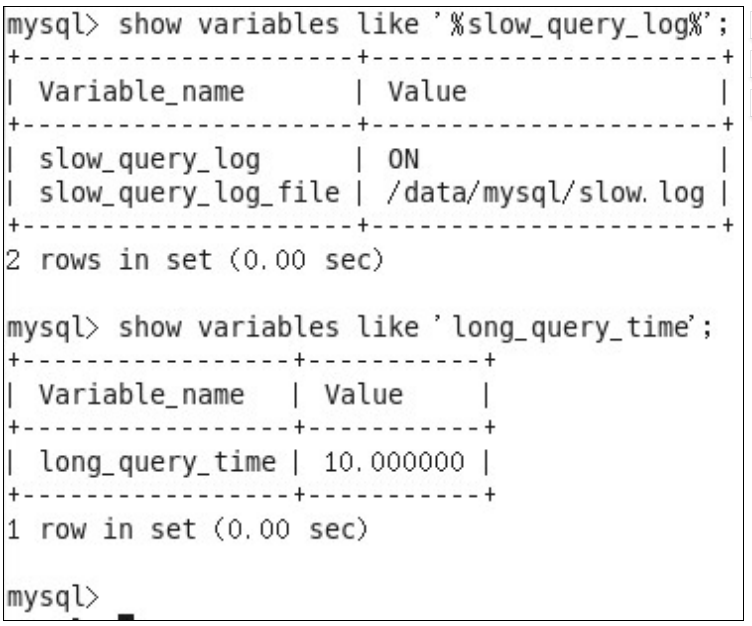 mysql> show variables like '%slow_query_log%';
+---------------------+----------------------+
| Variable_name       | Value                |
+---------------------+----------------------+
| slow_query_log      | ON                   |
| slow_query_log_file | /data/mysql/slow.log |
+---------------------+----------------------+
2 rows in set (0.00 sec)
mysql> show variables like 'long_query_time';
+-----------------+-----------+
| Variable_name   | Value     |
+-----------------+-----------+
| long_query_time | 10.000000 |
+-----------------+-----------+
1 row in set (0.00 sec)
mysql>